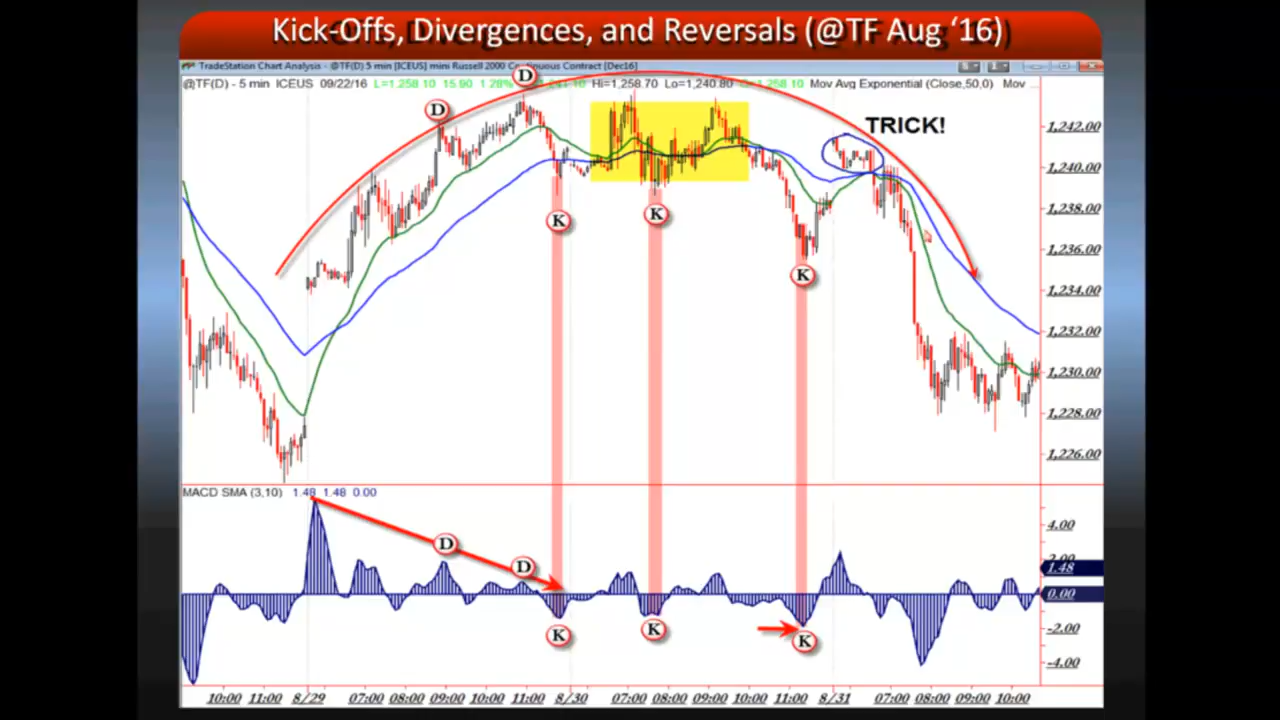 Kick-Offs, Divergences, and Reversals (@TF Aug ‘16)
TradeStation Chart Analysis - @TF(D) 5 min [ICEUS] mini Russell 2000 Continuous Contract [Dec16]
@TF(D) - 5 min ICEUS 09/22/16 L=1258.10 15.90 1.28% Hi=1,258.70 Lo=1,240.80 Mov Avg Exponential (Close,50,0) Mov ...
D
D
TRICK!
K
K
K
1,242.00
1,240.00
1,238.00
1,236.00
1,234.00
1,232.00
1,230.00
1,228.00
1,226.00
MACD SMA (3,10) 1.48 1.48 0.00
D
D
K
K
K
4.00
2.00
1.48
0.00
-2.00
-4.00
10:00 11:00 8/29 07:00 08:00 09:00 10:00 11:00 8/30 07:00 08:00 09:00 10:00 11:00 8/31 07:00 08:00 09:00 10:00